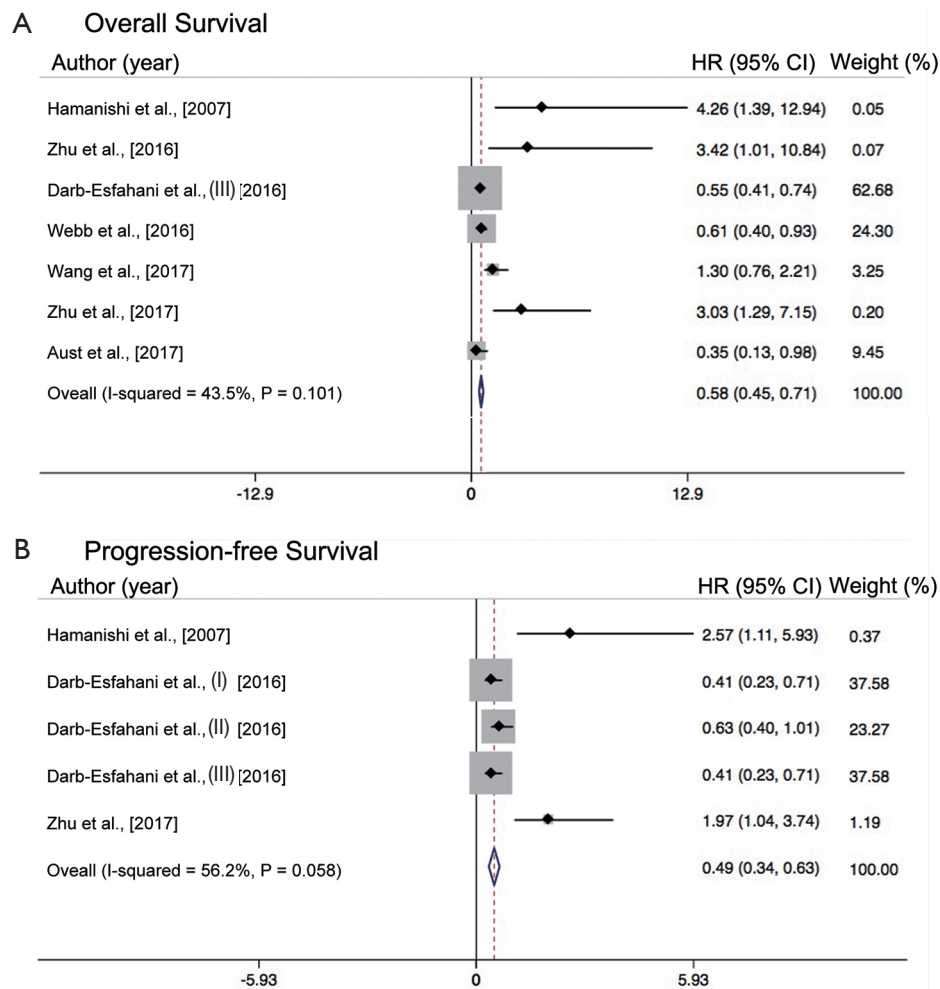 A Overall Survival
Author (year) HR (95% CI) Weight (%)
Hamanishi et al., [2007] 4.26 (1.39, 12.94) 0.05
Zhu et al., [2016] 3.42 (1.01, 10.84) 0.07
Darb-Esfahani et al., (III) [2016] 0.55 (0.41, 0.74) 62.68
Webb et al., [2016] 0.61 (0.40, 0.93) 24.30
Wang et al., [2017] 1.30 (0.76, 2.21) 3.25
Zhu et al., [2017] 3.03 (1.29, 7.15) 0.20
Aust et al., [2017] 0.35 (0.13, 0.98) 9.45
Oveall (I-squared = 43.5%, P = 0.101) 0.58 (0.45, 0.71) 100.00
-12.9 0 12.9
B Progression-free Survival
Author (year) HR (95% CI) Weight (%)
Hamanishi et al., [2007] 2.57 (1.11, 5.93) 0.37
Darb-Esfahani et al., (I) [2016] 0.41 (0.23, 0.71) 37.58
Darb-Esfahani et al., (II) [2016] 0.63 (0.40, 1.01) 23.27
Darb-Esfahani et al., (III) [2016] 0.41 (0.23, 0.71) 37.58
Zhu et al., [2017] 1.97 (1.04, 3.74) 1.19
Oveall (I-squared = 56.2%, P = 0.058) 0.49 (0.34, 0.63) 100.00
-5.93 0 5.93